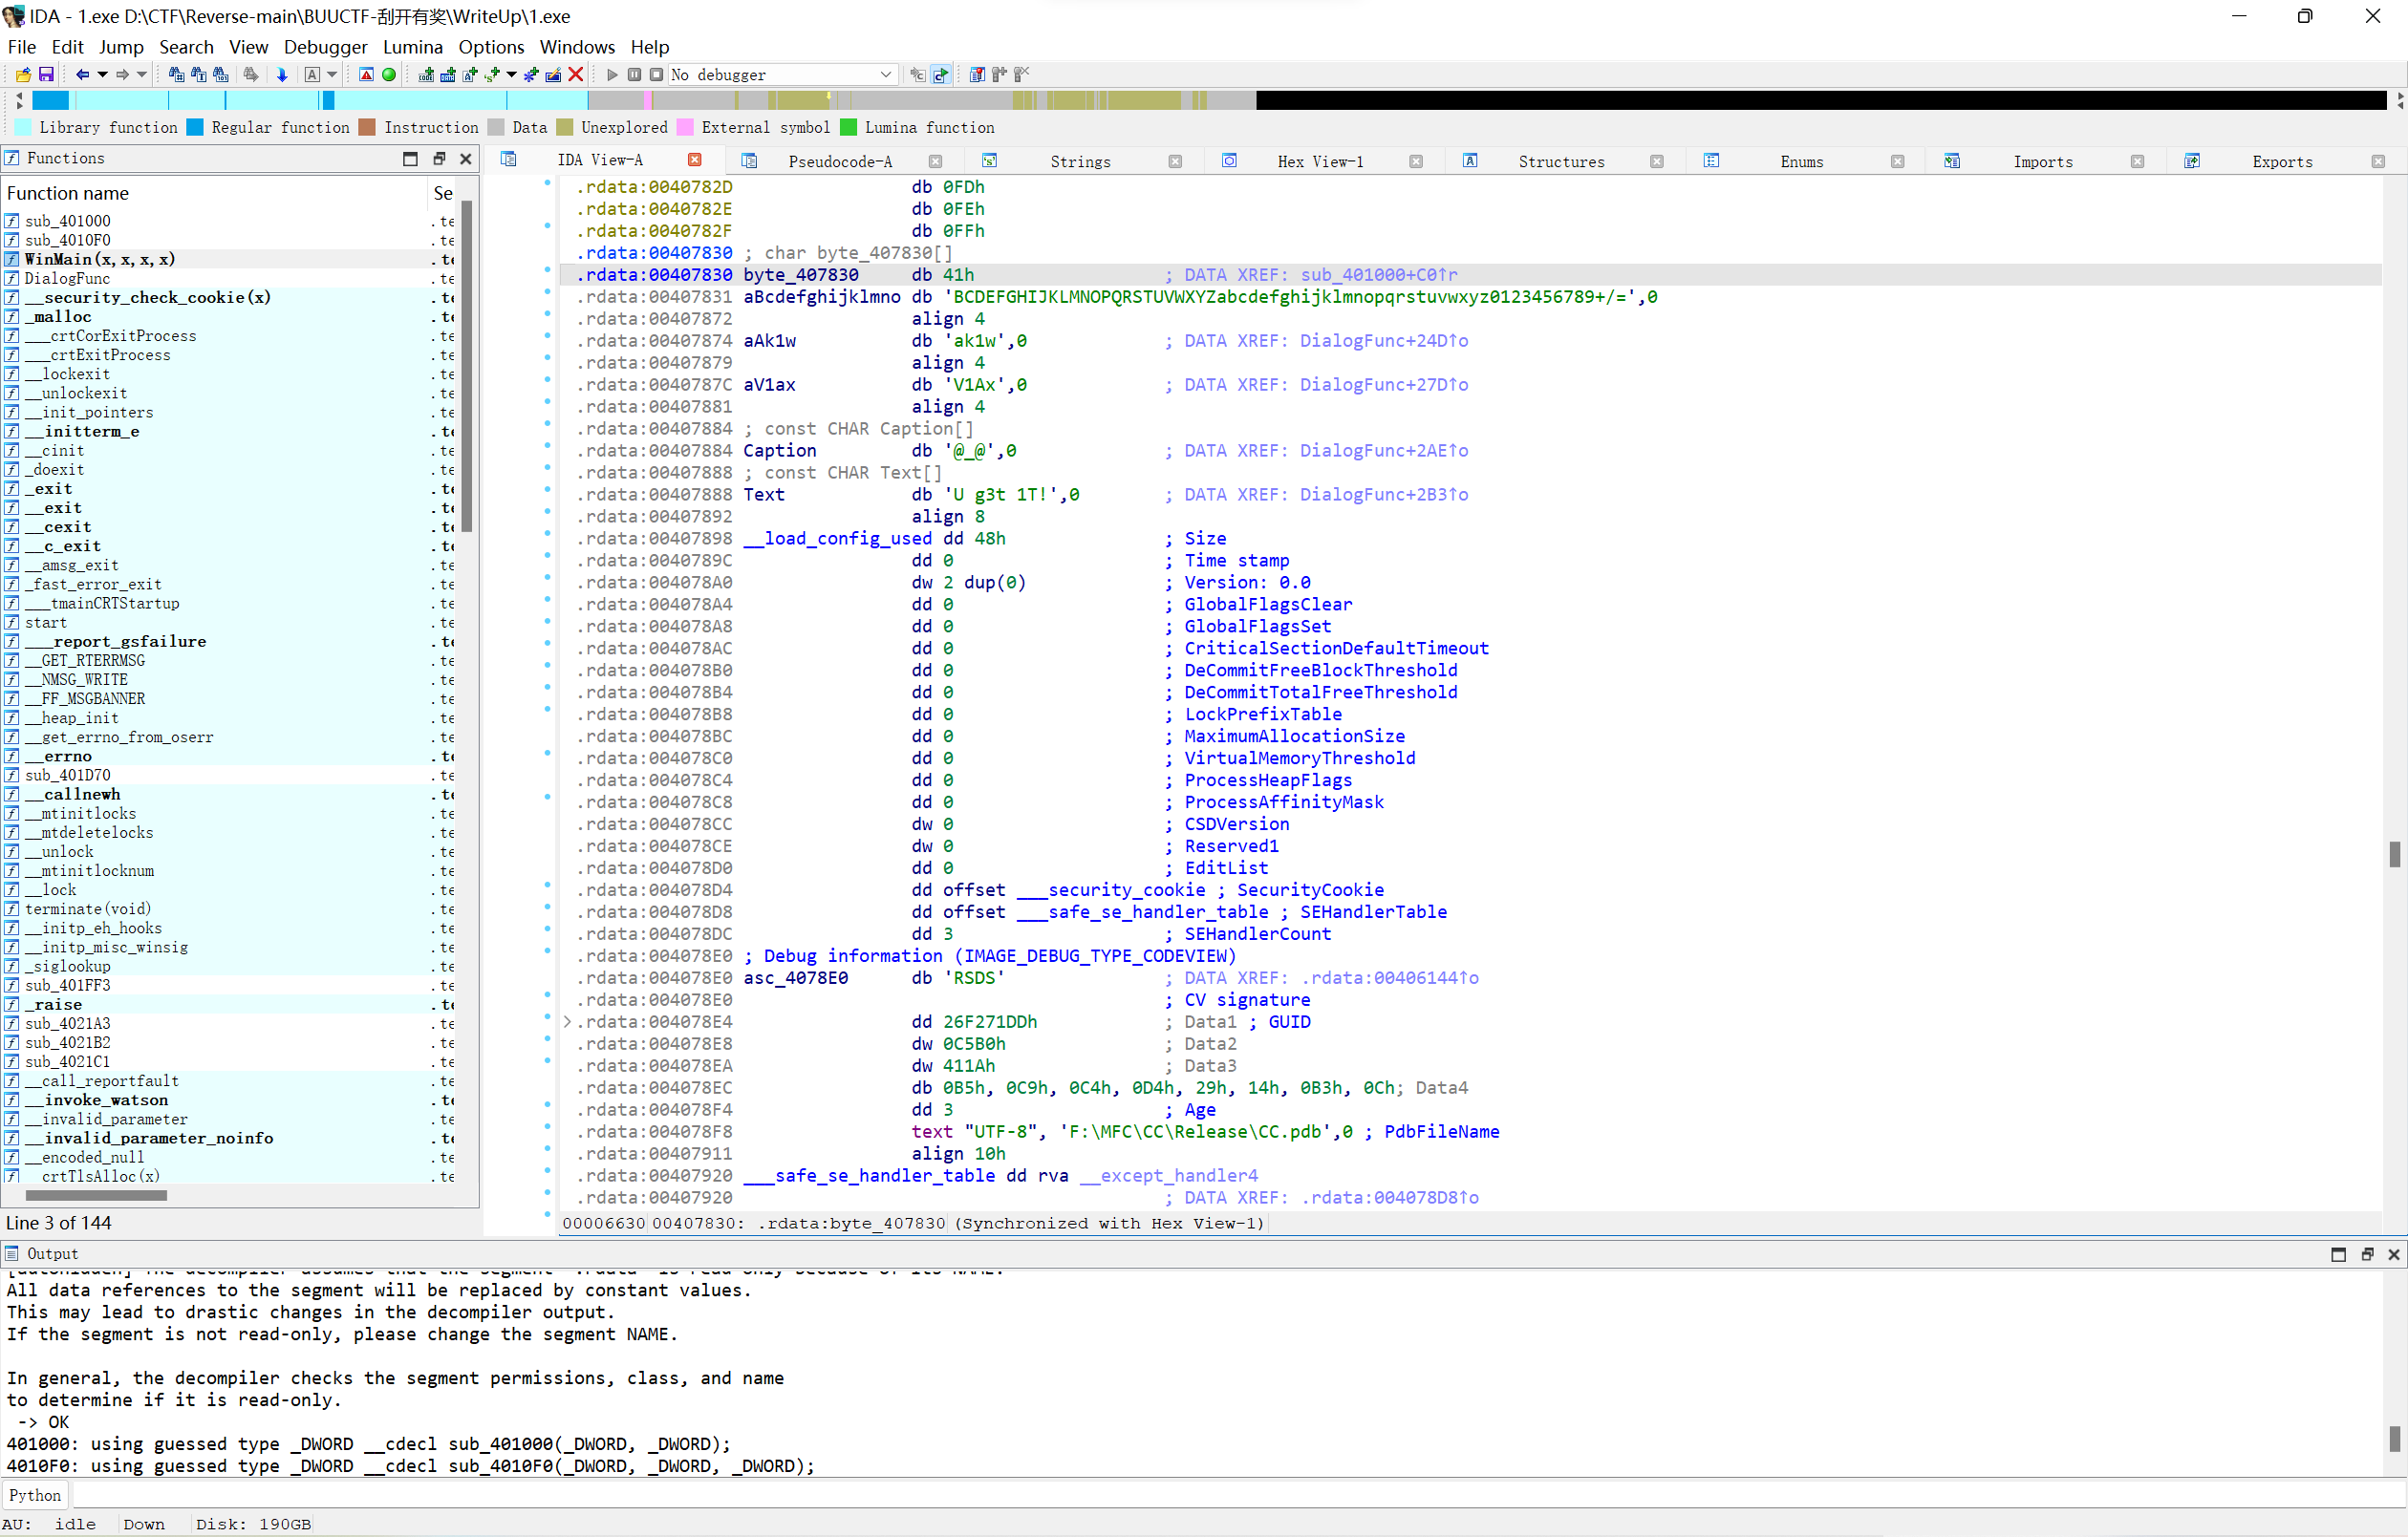 IDA - 1.exe D:\CTF\Reverse-main\BUUCTF-刮开有奖\WriteUp\1.exe
File Edit Jump Search View Debugger Lumina Options Windows Help
No debugger
Library function Regular function Instruction Data Unexplored External symbol Lumina function
Functions
Function name Se
sub_401000 .te
sub_4010F0 .te
WinMain(x,x,x,x) .te
DialogFunc .te
__security_check_cookie(x) .te
_malloc .te
___crtCorExitProcess .te
___crtExitProcess .te
__lockexit .te
__unlockexit .te
__init_pointers .te
__initterm_e .te
__cinit .te
_doexit .te
_exit .te
__exit .te
__cexit .te
__c_exit .te
__amsg_exit .te
_fast_error_exit .te
___tmainCRTStartup .te
start .te
___report_gsfailure .te
__GET_RTERRMSG .te
__NMSG_WRITE .te
__FF_MSGBANNER .te
__heap_init .te
__get_errno_from_oserr .te
__errno .te
sub_401D70 .te
__callnewh .te
__mtinitlocks .te
__mtdeletelocks .te
__unlock .te
__mtinitlocknum .te
__lock .te
terminate(void) .te
__initp_eh_hooks .te
__initp_misc_winsig .te
_siglookup .te
sub_401FF3 .te
_raise .te
sub_4021A3 .te
sub_4021B2 .te
sub_4021C1 .te
__call_reportfault .te
__invoke_watson .te
__invalid_parameter .te
__invalid_parameter_noinfo .te
__encoded_null .te
__crtTlsAlloc(x) .te
Line 3 of 144
IDA View-A Pseudocode-A Strings Hex View-1 Structures Enums Imports Exports
.rdata:0040782D db 0FDh
.rdata:0040782E db 0FEh
.rdata:0040782F db 0FFh
.rdata:00407830 ; char byte_407830[]
.rdata:00407830 byte_407830 db 41h ; DATA XREF: sub_401000+C0↑r
.rdata:00407831 aBcdefghijklmno db 'BCDEFGHIJKLMNOPQRSTUVWXYZabcdefghijklmnopqrstuvwxyz0123456789+/=',0
.rdata:00407872 align 4
.rdata:00407874 aAk1w db 'ak1w',0 ; DATA XREF: DialogFunc+24D↑o
.rdata:00407879 align 4
.rdata:0040787C aV1ax db 'V1Ax',0 ; DATA XREF: DialogFunc+27D↑o
.rdata:00407881 align 4
.rdata:00407884 ; const CHAR Caption[]
.rdata:00407884 Caption db '@_@',0 ; DATA XREF: DialogFunc+2AE↑o
.rdata:00407888 ; const CHAR Text[]
.rdata:00407888 Text db 'U g3t 1T!',0 ; DATA XREF: DialogFunc+2B3↑o
.rdata:00407892 align 8
.rdata:00407898 __load_config_used dd 48h ; Size
.rdata:0040789C dd 0 ; Time stamp
.rdata:004078A0 dw 2 dup(0) ; Version: 0.0
.rdata:004078A4 dd 0 ; GlobalFlagsClear
.rdata:004078A8 dd 0 ; GlobalFlagsSet
.rdata:004078AC dd 0 ; CriticalSectionDefaultTimeout
.rdata:004078B0 dd 0 ; DeCommitFreeBlockThreshold
.rdata:004078B4 dd 0 ; DeCommitTotalFreeThreshold
.rdata:004078B8 dd 0 ; LockPrefixTable
.rdata:004078BC dd 0 ; MaximumAllocationSize
.rdata:004078C0 dd 0 ; VirtualMemoryThreshold
.rdata:004078C4 dd 0 ; ProcessHeapFlags
.rdata:004078C8 dd 0 ; ProcessAffinityMask
.rdata:004078CC dw 0 ; CSDVersion
.rdata:004078CE dw 0 ; Reserved1
.rdata:004078D0 dd 0 ; EditList
.rdata:004078D4 dd offset ___security_cookie ; SecurityCookie
.rdata:004078D8 dd offset ___safe_se_handler_table ; SEHandlerTable
.rdata:004078DC dd 3 ; SEHandlerCount
.rdata:004078E0 ; Debug information (IMAGE_DEBUG_TYPE_CODEVIEW)
.rdata:004078E0 asc_4078E0 db 'RSDS' ; DATA XREF: .rdata:00406144↑o
.rdata:004078E0 ; CV signature
.rdata:004078E4 dd 26F271DDh ; Data1 ; GUID
.rdata:004078E8 dw 0C5B0h ; Data2
.rdata:004078EA dw 411Ah ; Data3
.rdata:004078EC db 0B5h, 0C9h, 0C4h, 0D4h, 29h, 14h, 0B3h, 0Ch; Data4
.rdata:004078F4 dd 3 ; Age
.rdata:004078F8 text "UTF-8", 'F:\MFC\CC\Release\CC.pdb',0 ; PdbFileName
.rdata:00407911 align 10h
.rdata:00407920 ___safe_se_handler_table dd rva __except_handler4
.rdata:00407920 ; DATA XREF: .rdata:004078D8↑o
00006630 00407830: .rdata:byte_407830 (Synchronized with Hex View-1)
Output
[autohidden] The decompiler assumes that the segment '.rdata' is read-only because of its NAME.
All data references to the segment will be replaced by constant values.
This may lead to drastic changes in the decompiler output.
If the segment is not read-only, please change the segment NAME.
In general, the decompiler checks the segment permissions, class, and name
to determine if it is read-only.
-> OK
401000: using guessed type _DWORD __cdecl sub_401000(_DWORD, _DWORD);
4010F0: using guessed type _DWORD __cdecl sub_4010F0(_DWORD, _DWORD, _DWORD);
Python
AU: idle Down Disk: 190GB